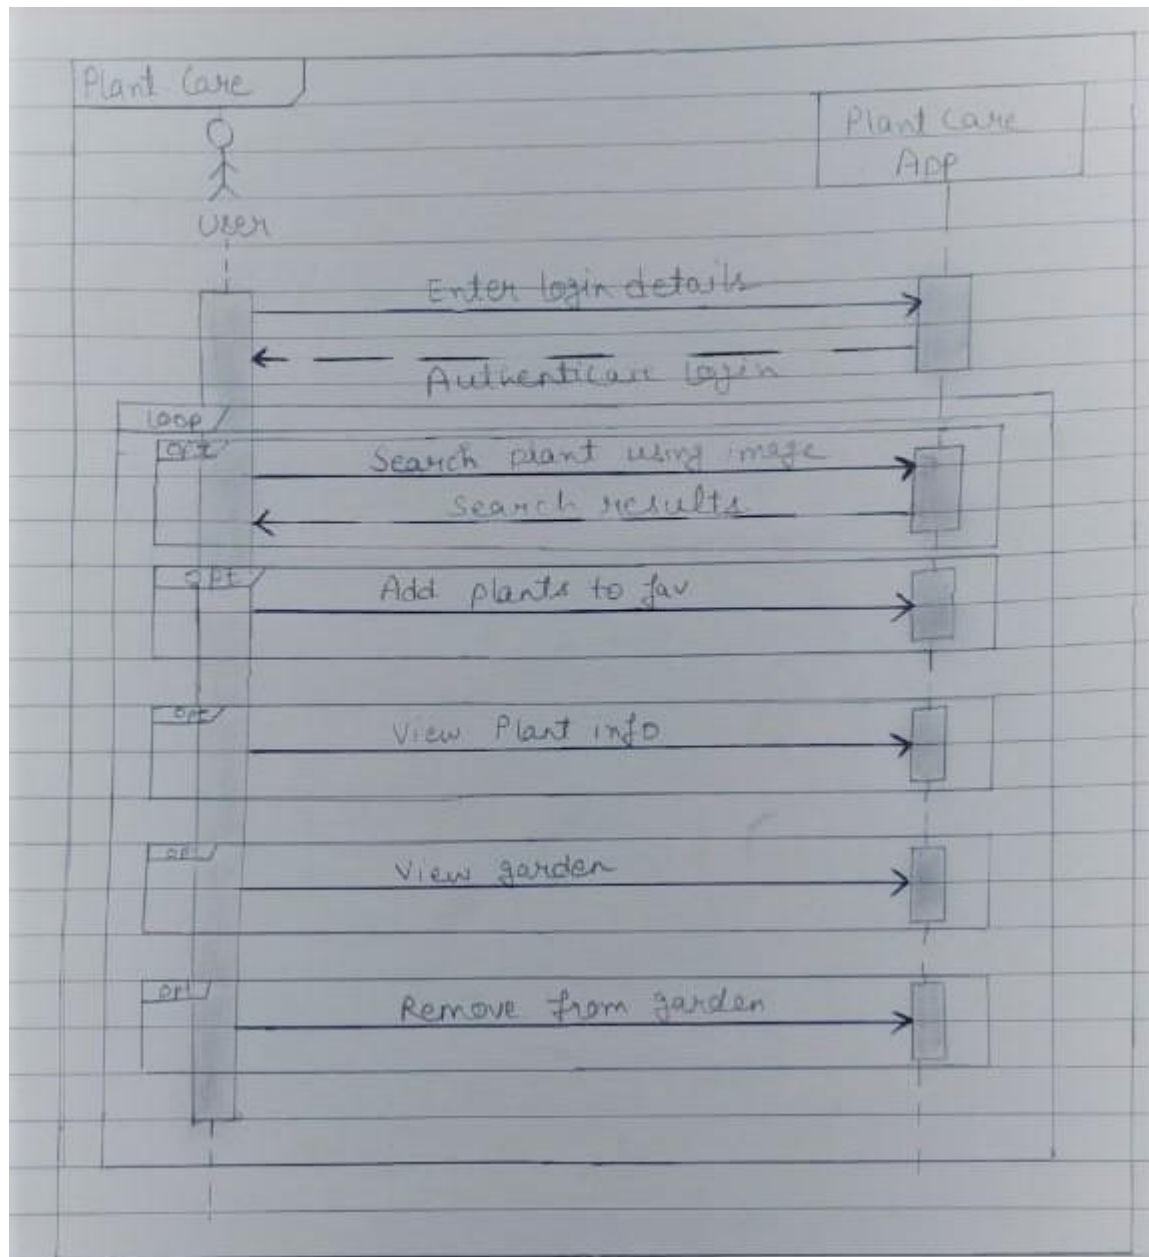 Plant Care
Plant Care
App
User
Enter login details
Authenticate login
loop
opt
Search plant using image
Search results
opt
Add plants to fav
opt
View Plant info
opt
View garden
opt
Remove from garden